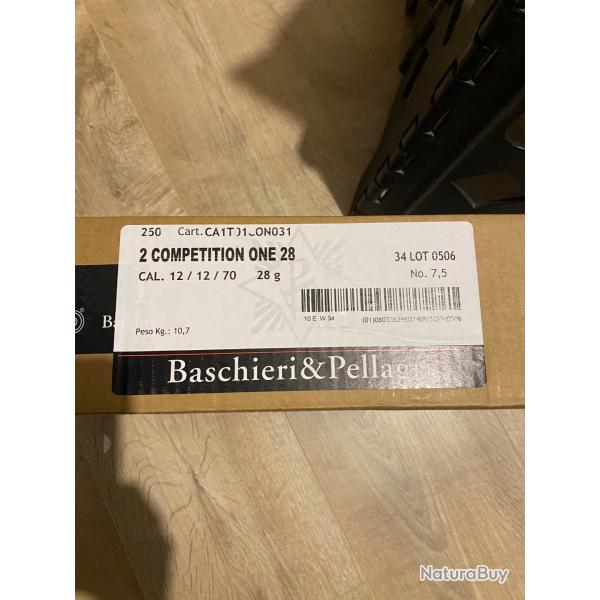 250 Cart.
2 COMPETITION ONE 28
34 LOT 0506
CAL. 12 / 12 / 70 28 g
No. 7,5
10 E W 34
Peso Kg.: 10,7
Baschieri&Pellagri
NaturaBuy